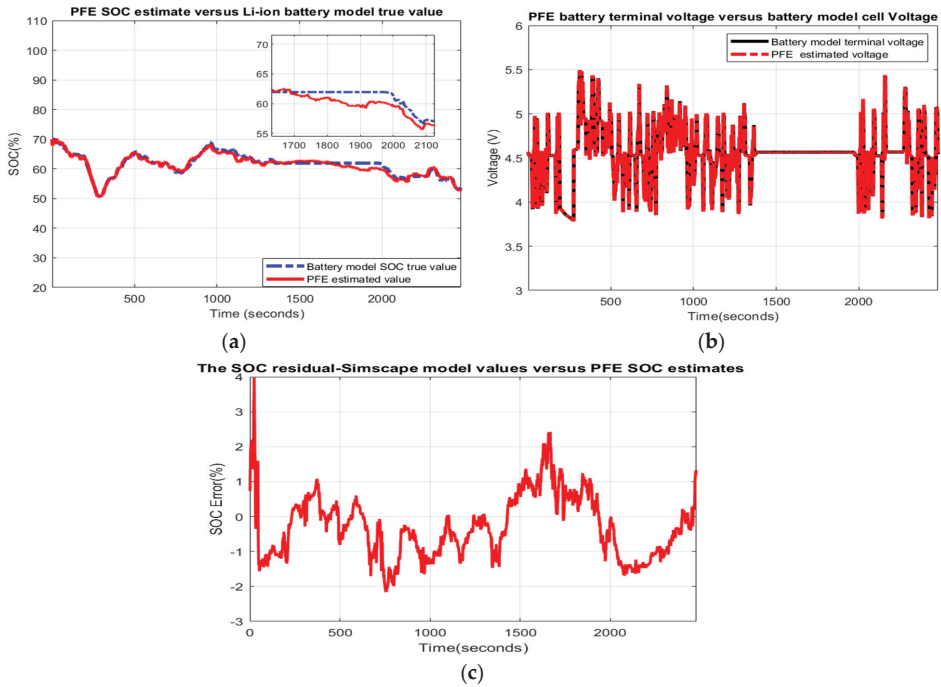 PFE SOC estimate versus Li-ion battery model true value
110
100
90
80
70
60
50
40
30
20
SOC(%)
65
60
55
1700 1800 1900 2000 2100
Battery model SOC true value
PFE estimated value
500 1000 1500 2000
Time (seconds)
(a)
PFE battery terminal voltage versus battery model cell Voltage
6
5.5
5
4.5
4
3.5
3
Voltage (V)
Battery model terminal voltage
PFE estimated voltage
0 500 1000 1500 2000
Time(seconds)
(b)
The SOC residual-Simscape model values versus PFE SOC estimates
4
3
2
1
0
-1
-2
-3
SOC Error(%)
0 500 1000 1500 2000
Time(seconds)
(c)